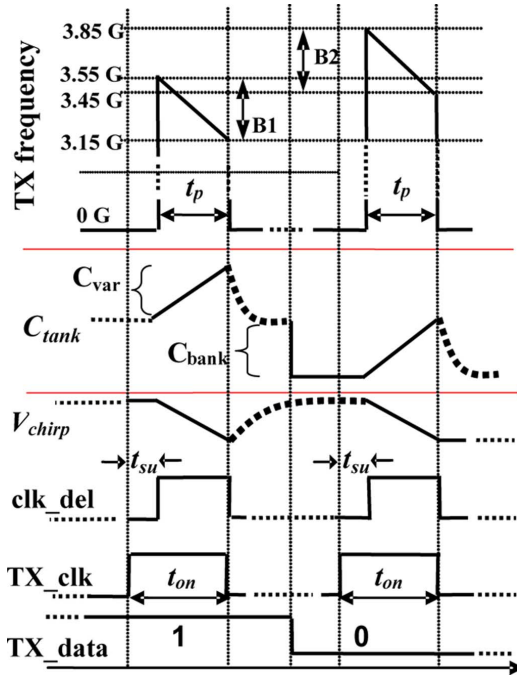 TX frequency
3.85 G
B2
3.55 G
3.45 G
B1
3.15 G
tp
tp
0 G
Cvar
Ctank
Cbank
Vchirp
tsu
tsu
clk_del
TX_clk
ton
ton
TX_data
1
0